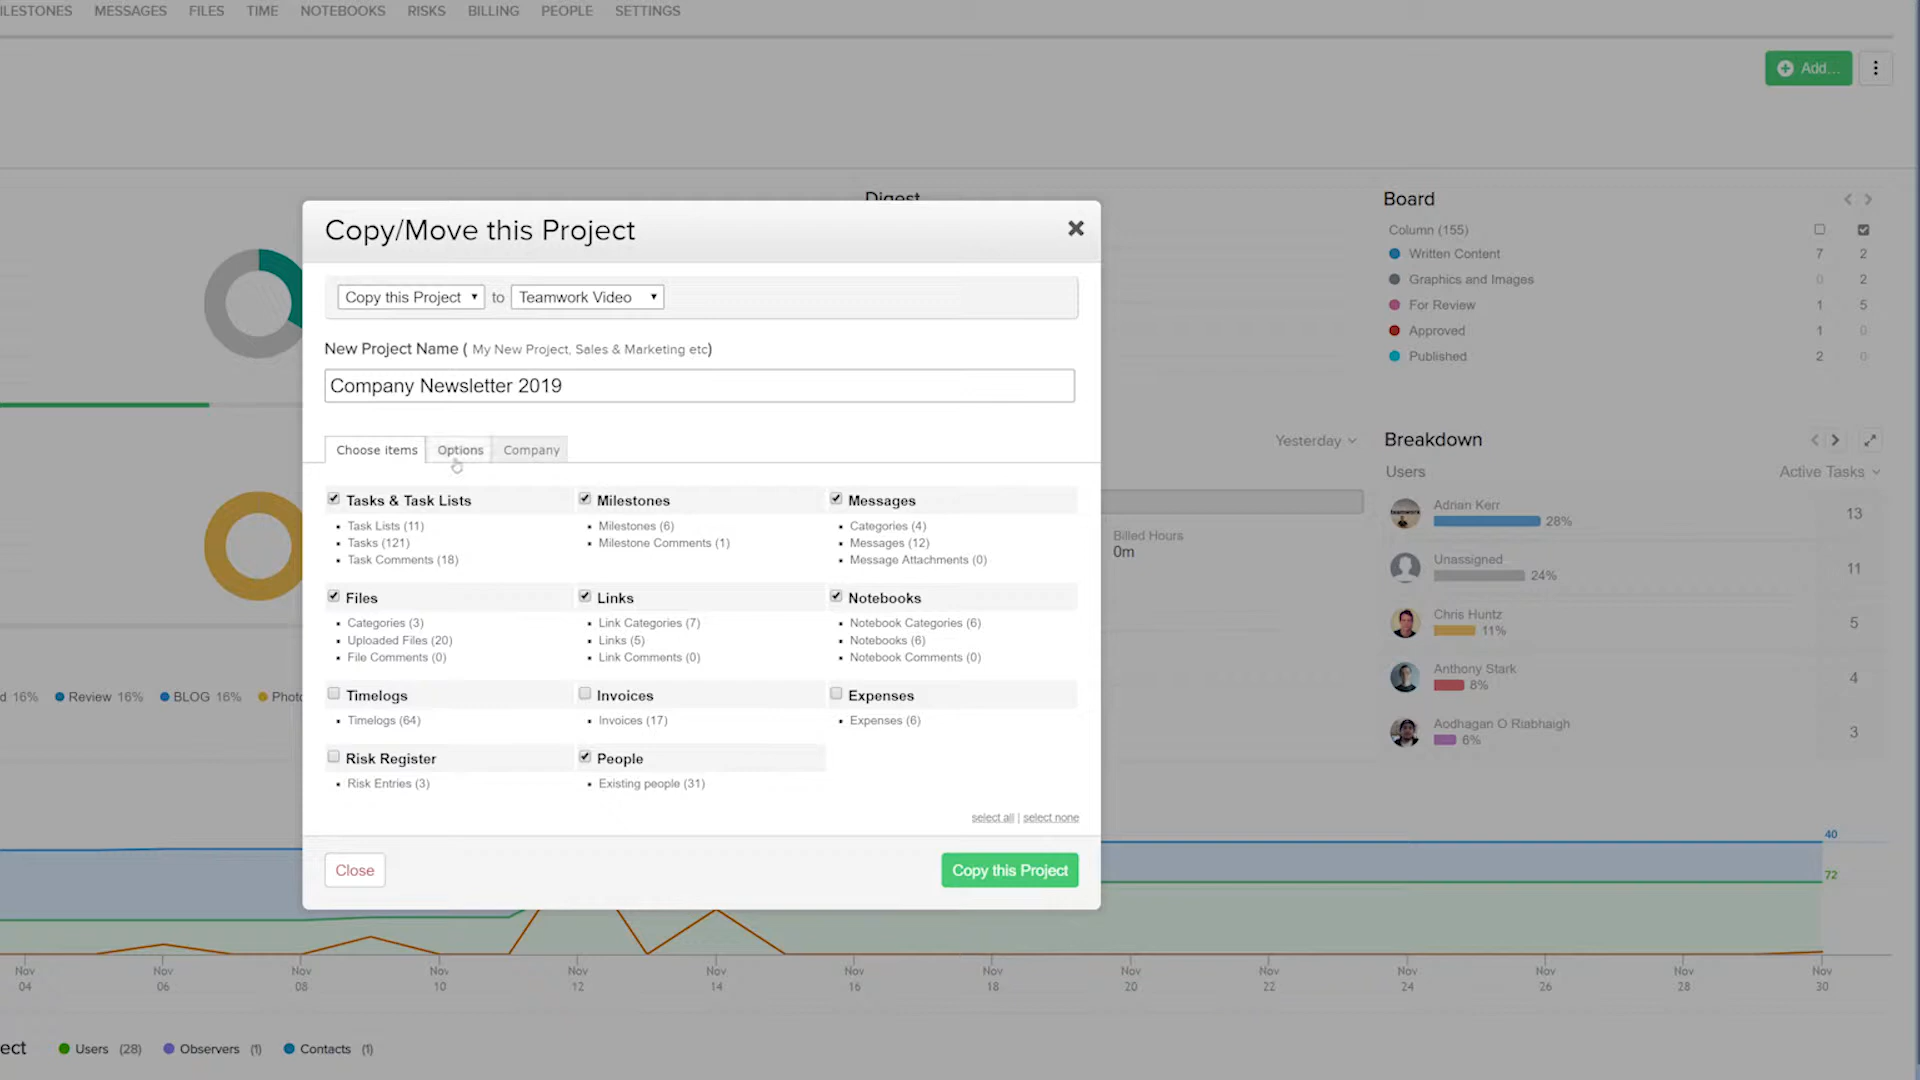 MESSAGES FILES TIME NOTEBOOKS RISKS BILLING PEOPLE SETTINGS
Add...
Copy/Move this Project
Copy this Project to Teamwork Video
New Project Name ( My New Project, Sales & Marketing etc)
Company Newsletter 2019
Choose items Options Company
Tasks & Task Lists
Task Lists (11)
Tasks (121)
Task Comments (18)
Milestones
Milestones (6)
Milestone Comments (1)
Messages
Categories (4)
Messages (12)
Message Attachments (0)
Files
Categories (3)
Uploaded Files (20)
File Comments (0)
Links
Link Categories (7)
Links (5)
Link Comments (0)
Notebooks
Notebook Categories (6)
Notebooks (6)
Notebook Comments (0)
Timelogs
Timelogs (64)
Invoices
Invoices (17)
Expenses
Expenses (6)
Risk Register
Risk Entries (3)
People
Existing people (31)
select all | select none
Close
Copy this Project
Digest
Yesterday
Billed Hours
0m
Board
Column (155)
Written Content 7 2
Graphics and Images 0 2
For Review 1 5
Approved 1 0
Published 2 0
Breakdown
Users Active Tasks
Adrian Kerr
28% 13
Unassigned
24% 11
Chris Huntz
11% 5
Anthony Stark
8% 4
Aodhagan O Riabhaigh
6% 3
16% Review 16% BLOG 16%
40
72
Nov Nov Nov Nov Nov Nov Nov Nov Nov Nov Nov Nov Nov Nov
04 06 08 10 12 14 16 18 20 22 24 26 28 30
Users (28) Observers (1) Contacts (1)